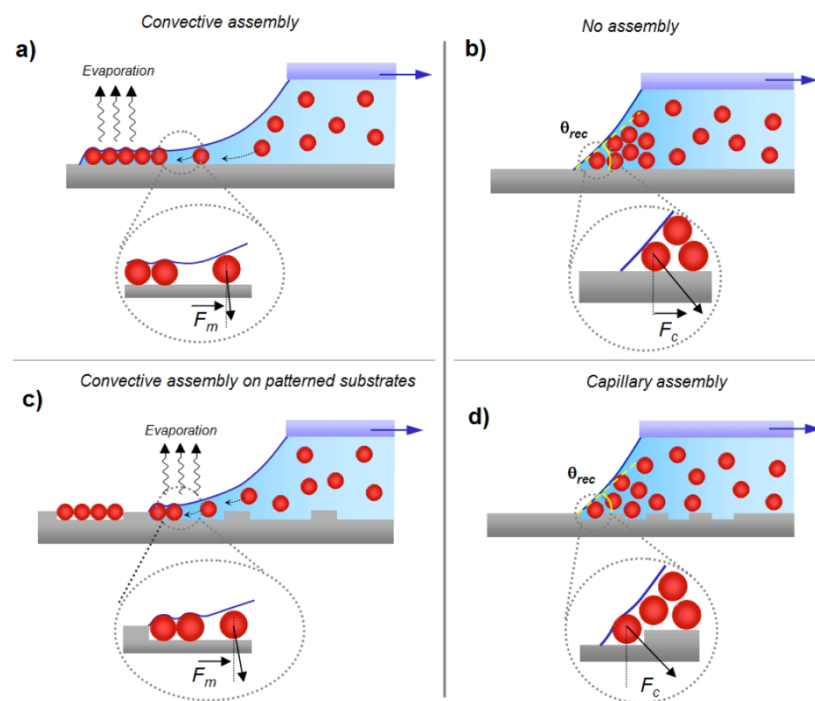 Convective assembly
a)
Evaporation
F_m
No assembly
b)
θ_rec
F_c
Convective assembly on patterned substrates
c)
Evaporation
F_m
Capillary assembly
d)
θ_rec
F_c